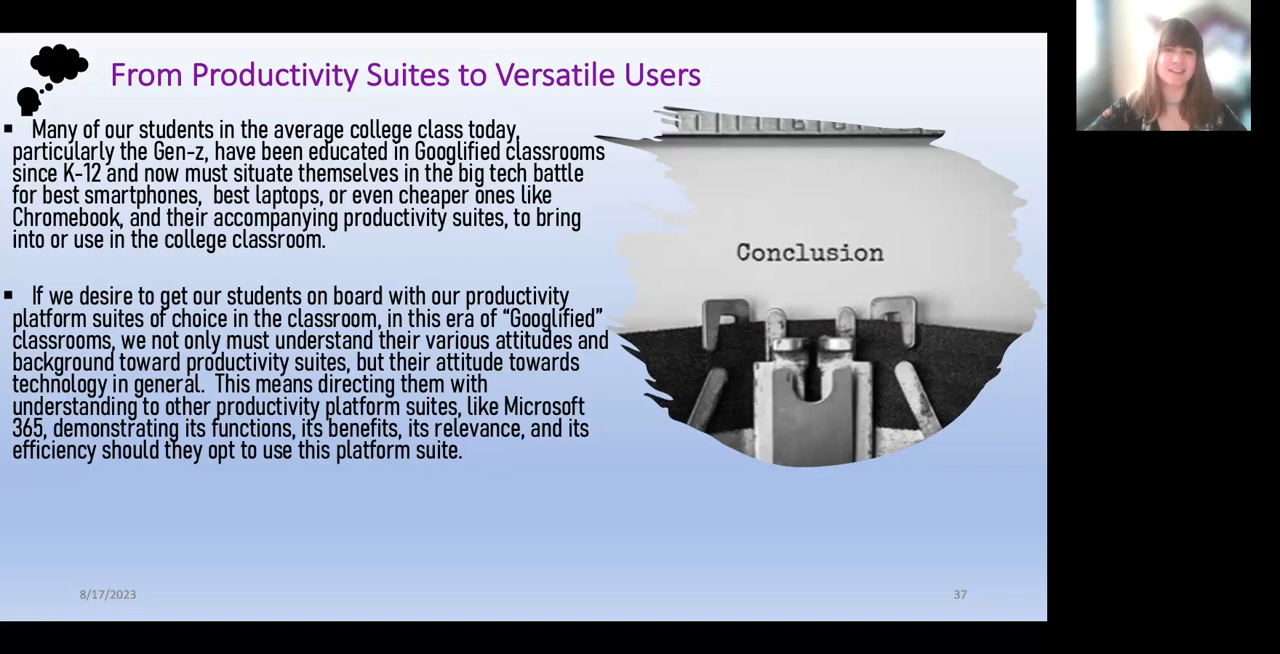 From Productivity Suites to Versatile Users
▪ Many of our students in the average college class today,
particularly the Gen-z, have been educated in Googlified classrooms
since K-12 and now must situate themselves in the big tech battle
for best smartphones, best laptops, or even cheaper ones like
Chromebook, and their accompanying productivity suites, to bring
into or use in the college classroom.
▪ If we desire to get our students on board with our productivity
platform suites of choice in the classroom, in this era of “Googlified”
classrooms, we not only must understand their various attitudes and
background toward productivity suites, but their attitude towards
technology in general. This means directing them with
understanding to other productivity platform suites, like Microsoft
365, demonstrating its functions, its benefits, its relevance, and its
efficiency should they opt to use this platform suite.
Conclusion
8/17/2023
37